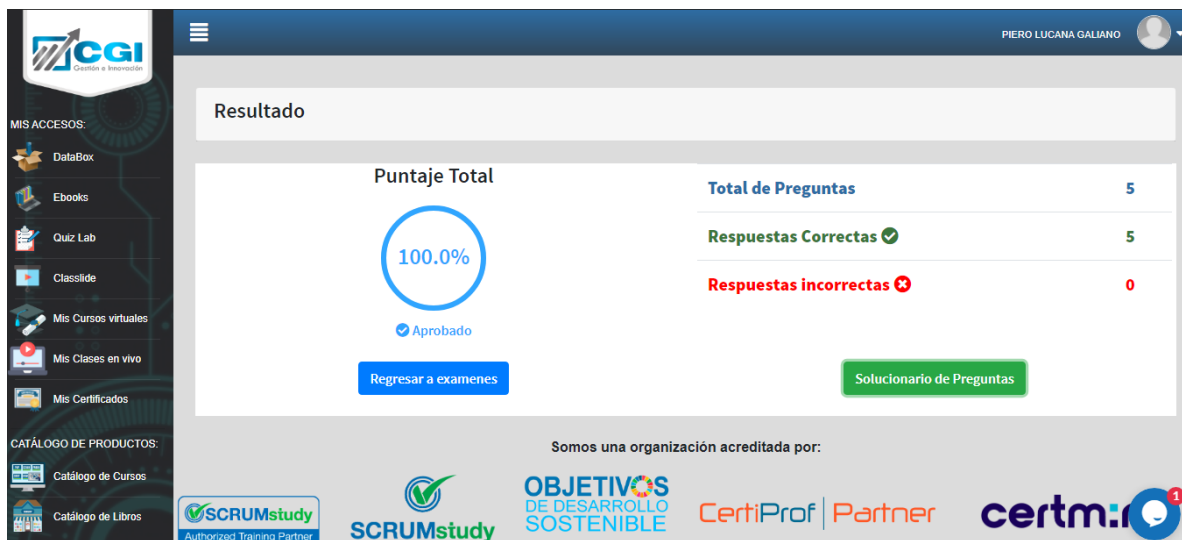 CGI
Gestión e Innovación
PIERO LUCANA GALIANO
Resultado
MIS ACCESOS:
DataBox
Ebooks
Quiz Lab
Classlide
Mis Cursos virtuales
Mis Clases en vivo
Mis Certificados
CATÁLOGO DE PRODUCTOS:
Catálogo de Cursos
Catálogo de Libros
Puntaje Total
100.0%
Aprobado
Regresar a examenes
Total de Preguntas 5
Respuestas Correctas 5
Respuestas incorrectas 0
Solucionario de Preguntas
Somos una organización acreditada por:
SCRUMstudy
Authorized Training Partner
SCRUMstudy
OBJETIVOS
DE DESARROLLO
SOSTENIBLE
CertiProf | Partner
1